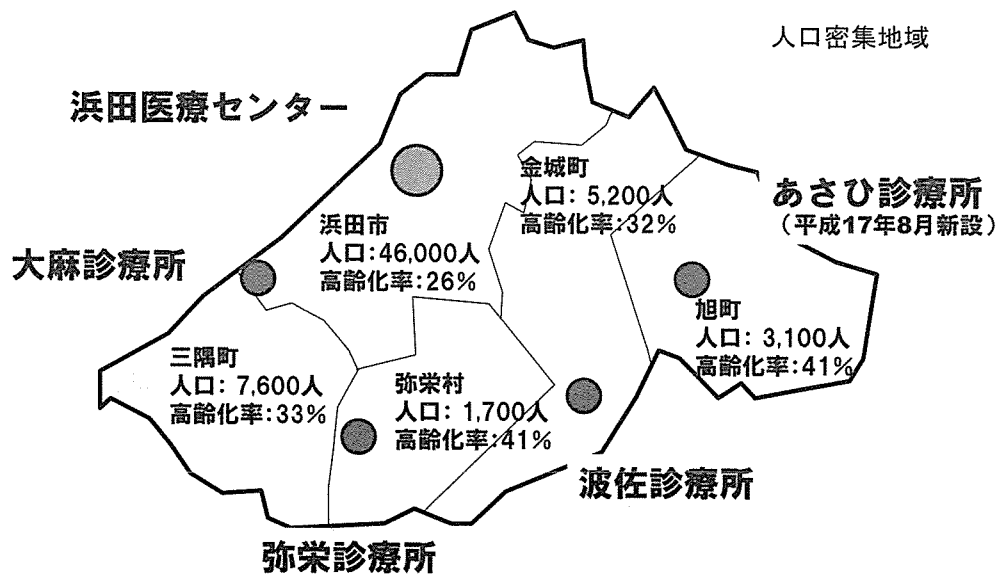 人口密集地域
浜田医療センター
金城町
人口: 5,200人
高齢化率:32%
あさひ診療所
（平成17年8月新設）
浜田市
人口:46,000人
高齢化率:26%
大麻診療所
旭町
人口: 3,100人
高齢化率:41%
三隅町
人口: 7,600人
高齢化率:33%
弥栄村
人口: 1,700人
高齢化率:41%
波佐診療所
弥栄診療所